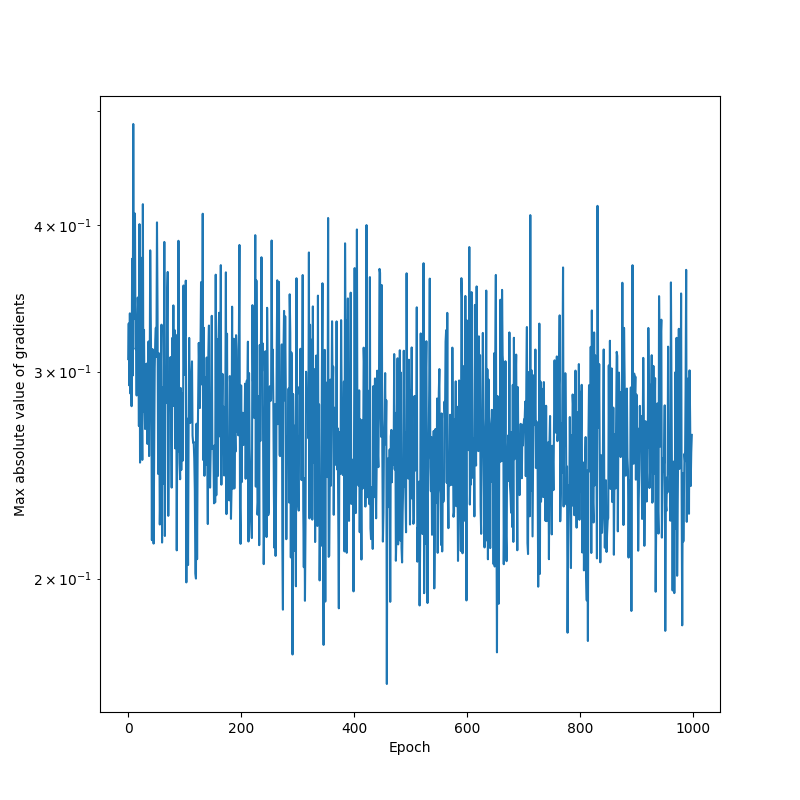 Max absolute value of gradients
4 × 10⁻¹
3 × 10⁻¹
2 × 10⁻¹
0 200 400 600 800 1000
Epoch